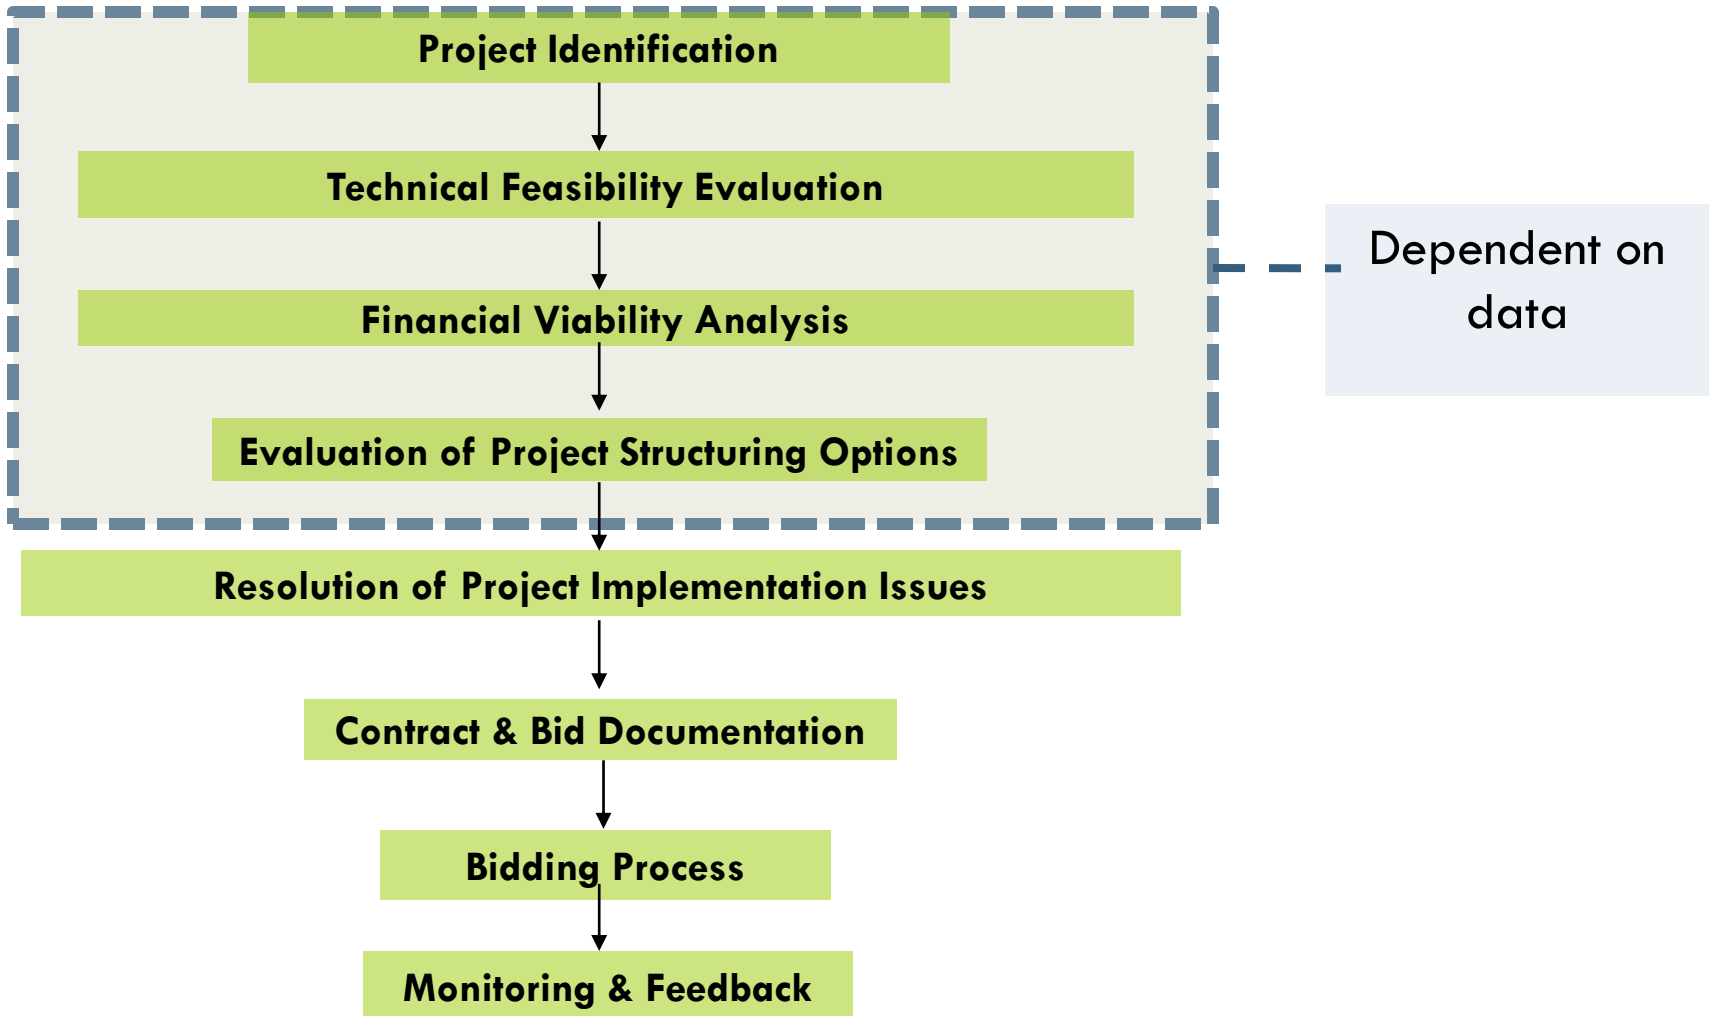 Project Identification
Technical Feasibility Evaluation
Financial Viability Analysis
Dependent on
data
Evaluation of Project Structuring Options
Resolution of Project Implementation Issues
Contract & Bid Documentation
Bidding Process
Monitoring & Feedback